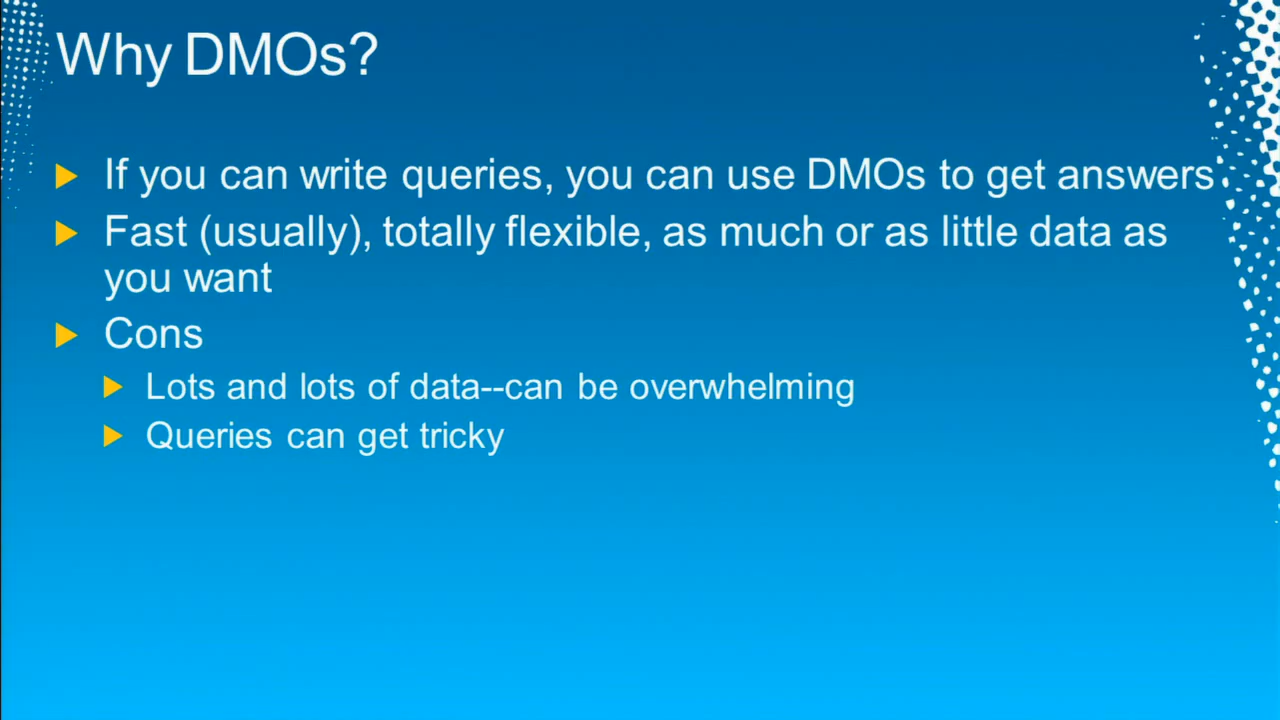 Why DMOs?
If you can write queries, you can use DMOs to get answers
Fast (usually), totally flexible, as much or as little data as
you want
Cons
Lots and lots of data--can be overwhelming
Queries can get tricky